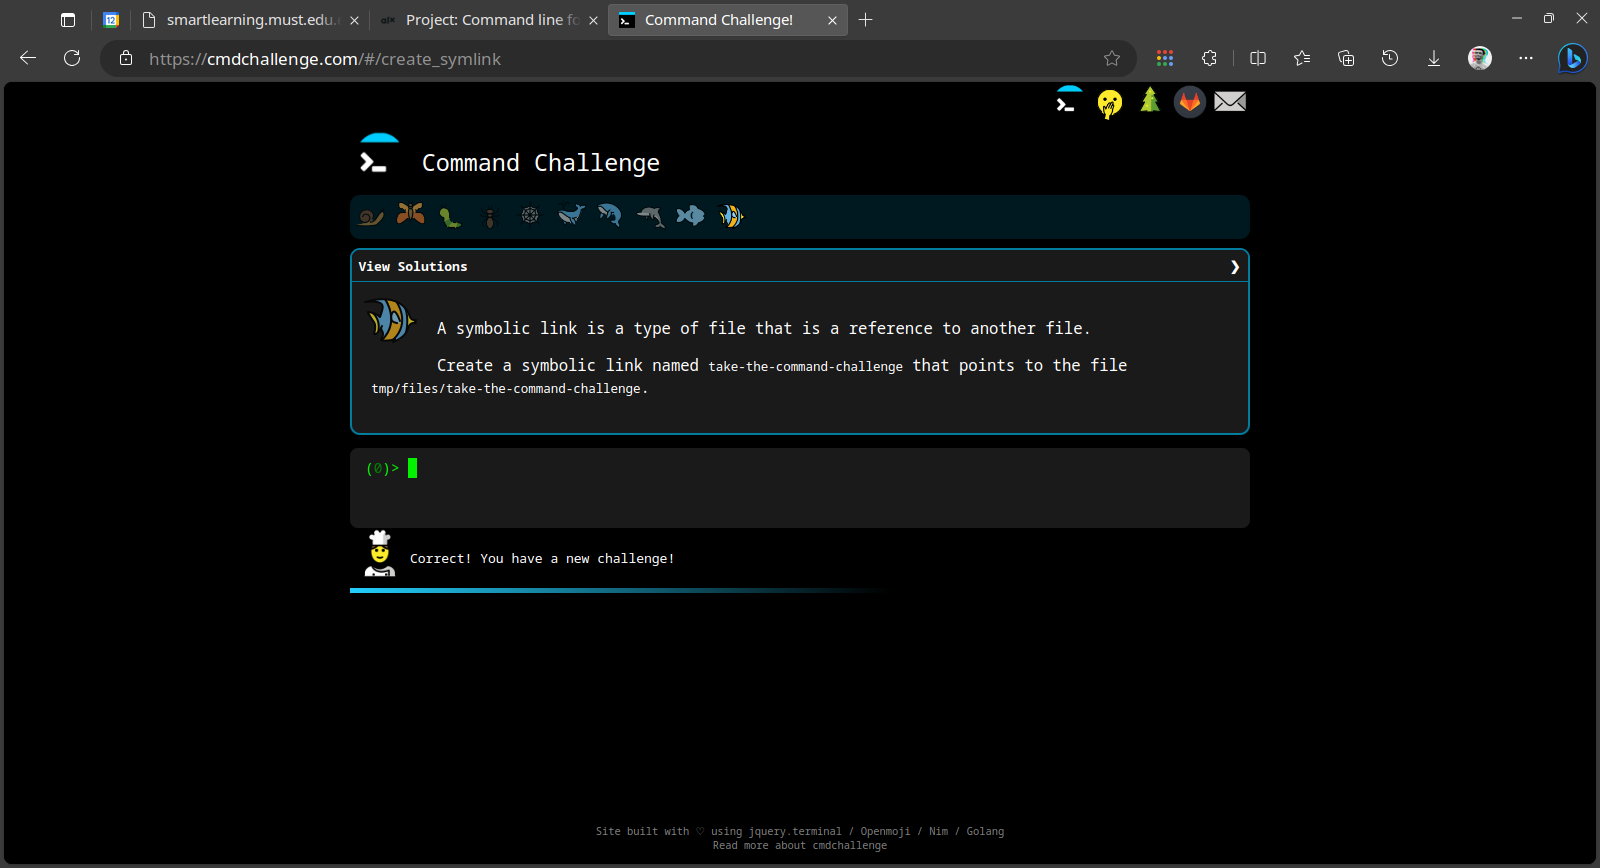 12
smartlearning.must.edu.
Project: Command line fo
Command Challenge!
https://cmdchallenge.com/#/create_symlink
Command Challenge
View Solutions
A symbolic link is a type of file that is a reference to another file.
Create a symbolic link named take-the-command-challenge that points to the file
tmp/files/take-the-command-challenge.
(0)>
Correct! You have a new challenge!
Site built with ♡ using jquery.terminal / Openmoji / Nim / Golang
Read more about cmdchallenge